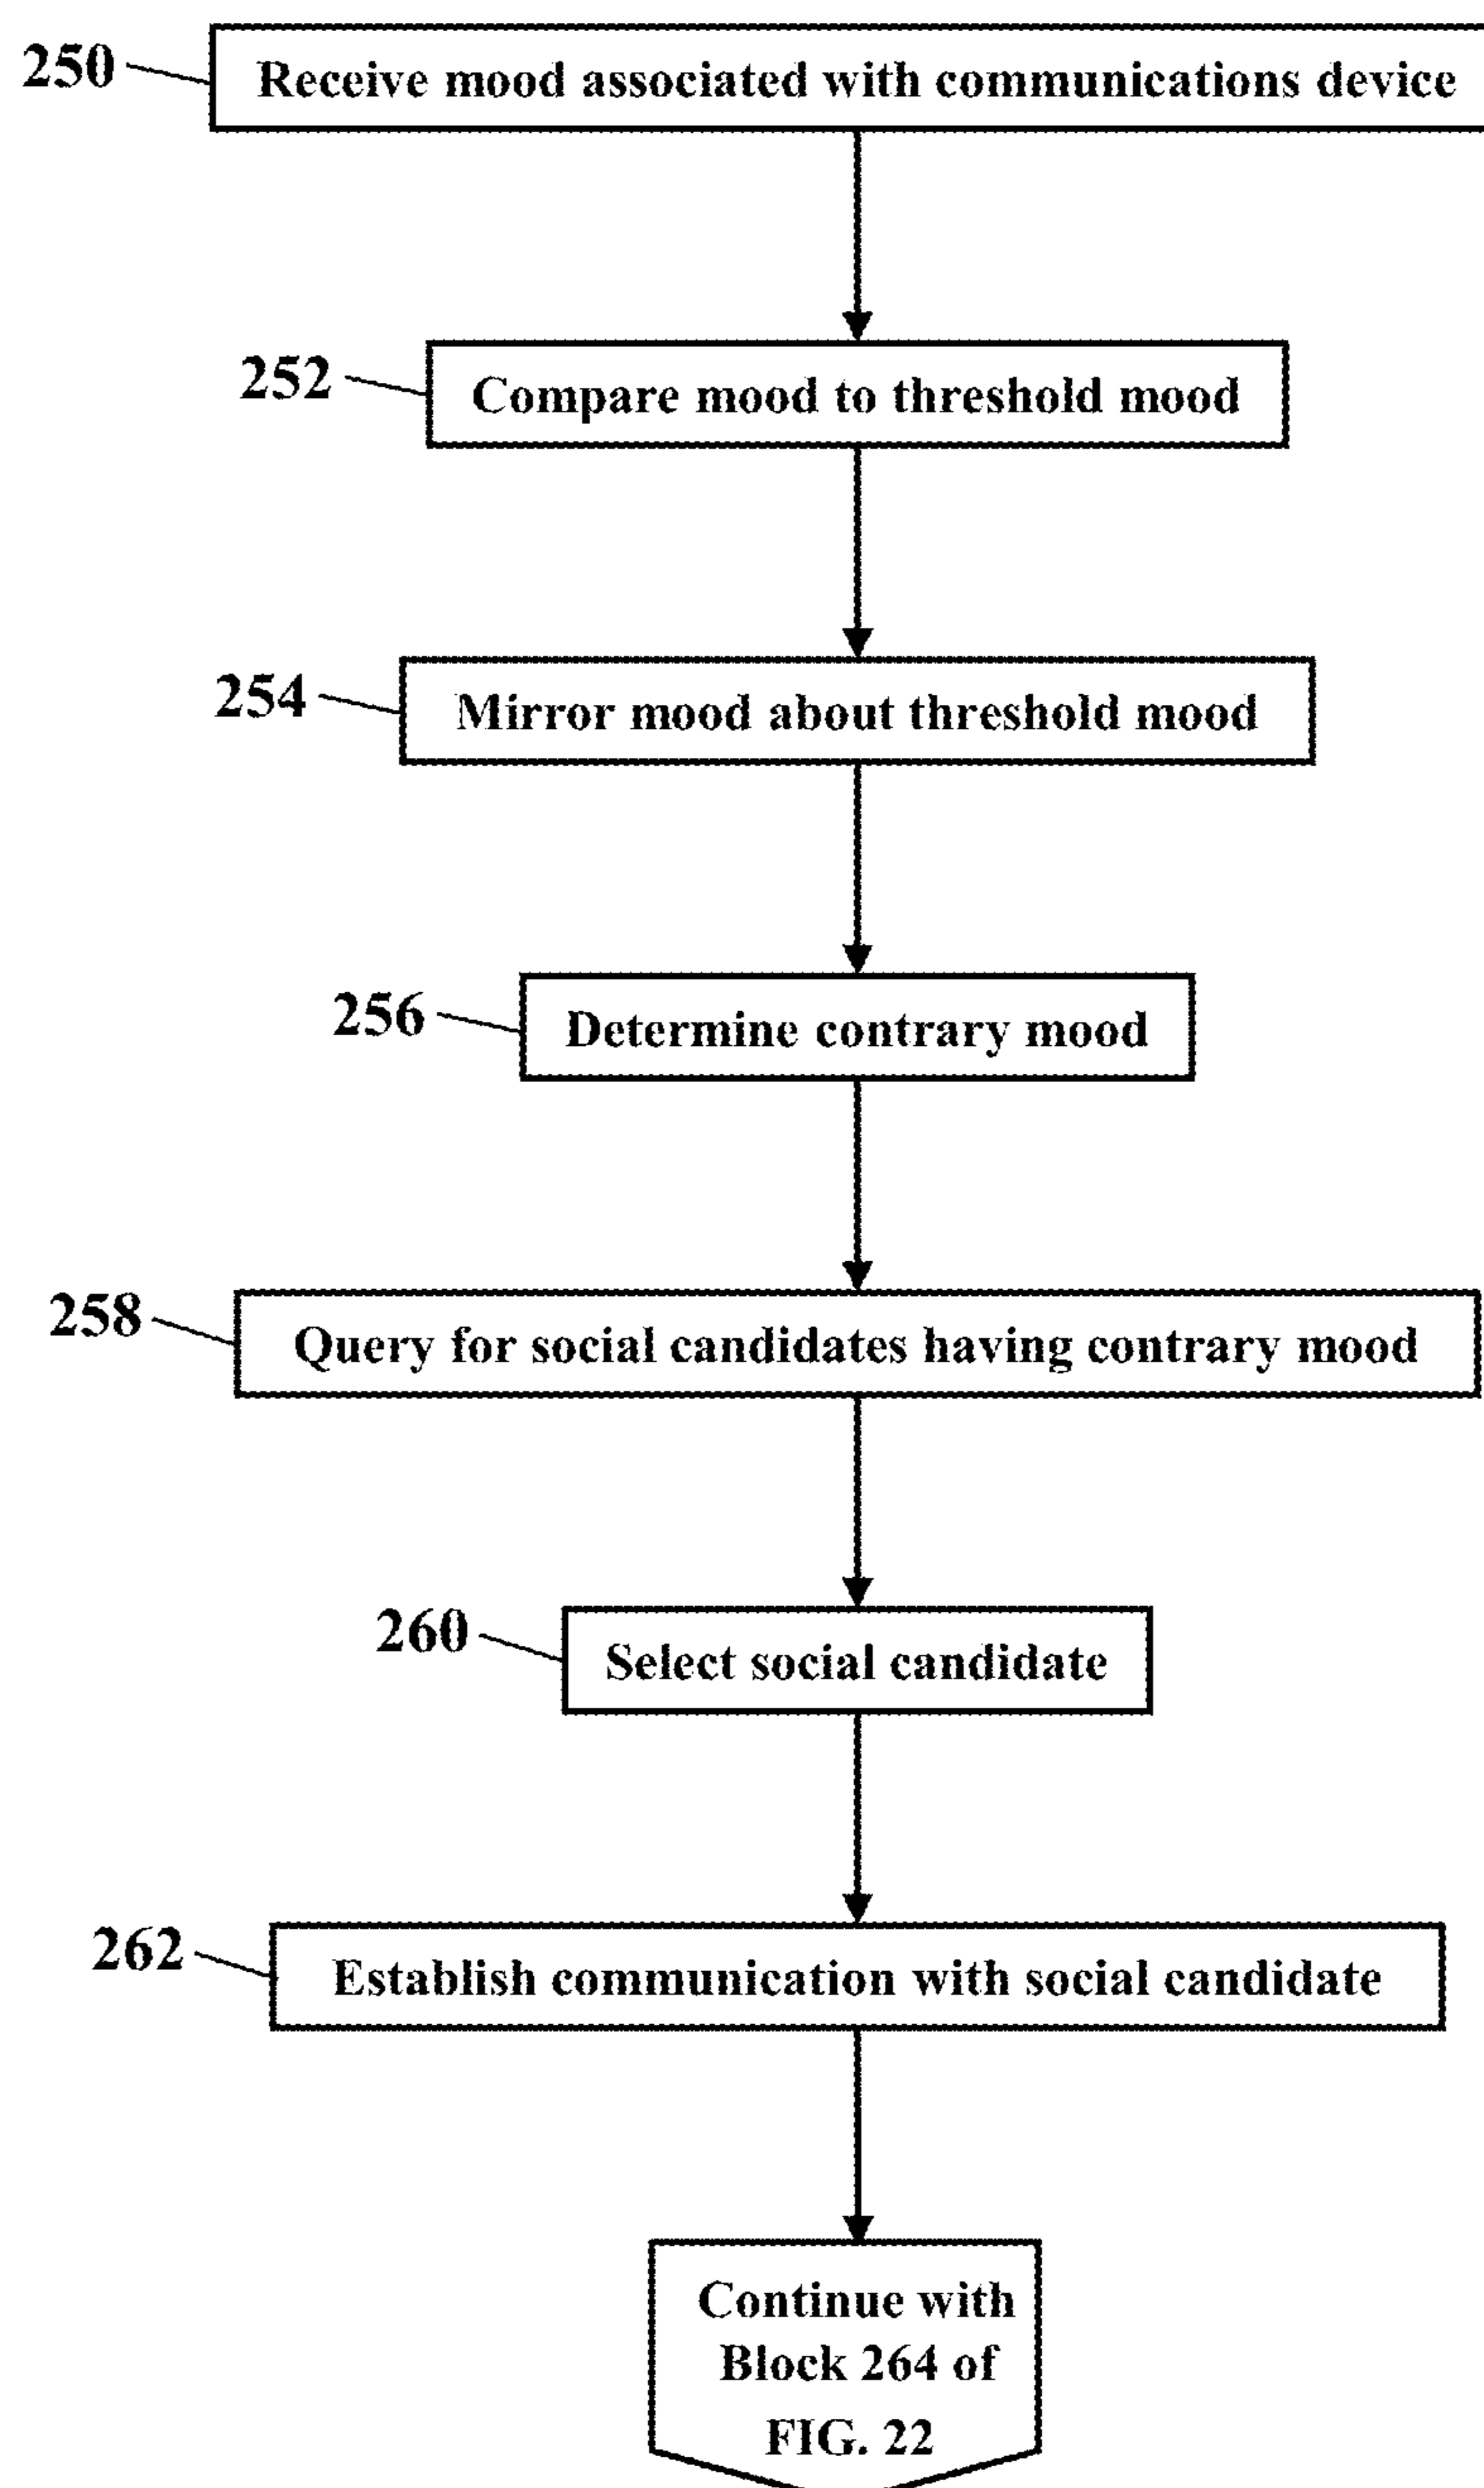 250 Receive mood associated with communications device
252 Compare mood to threshold mood
254 Mirror mood about threshold mood
256 Determine contrary mood
258 Query for social candidates having contrary mood
260 Select social candidate
262 Establish communication with social candidate
Continue with
Block 264 of
FIG. 22